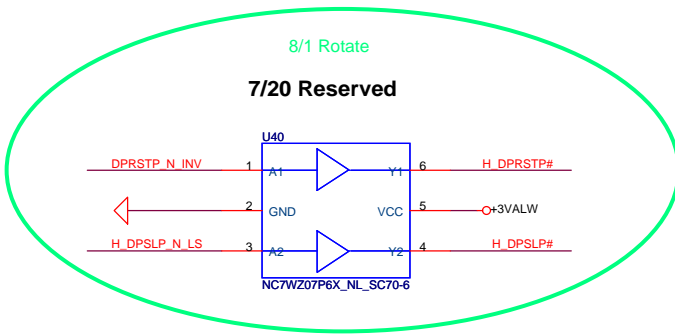 8/1 Rotate
7/20 Reserved
U40
DPRSTP_N_INV 1 A1 Y1 6 H_DPRSTP#
2 GND VCC 5 +3VALW
H_DPSLP_N_LS 3 A2 Y2 4 H_DPSLP#
NC7WZ07P6X_NL_SC70-6